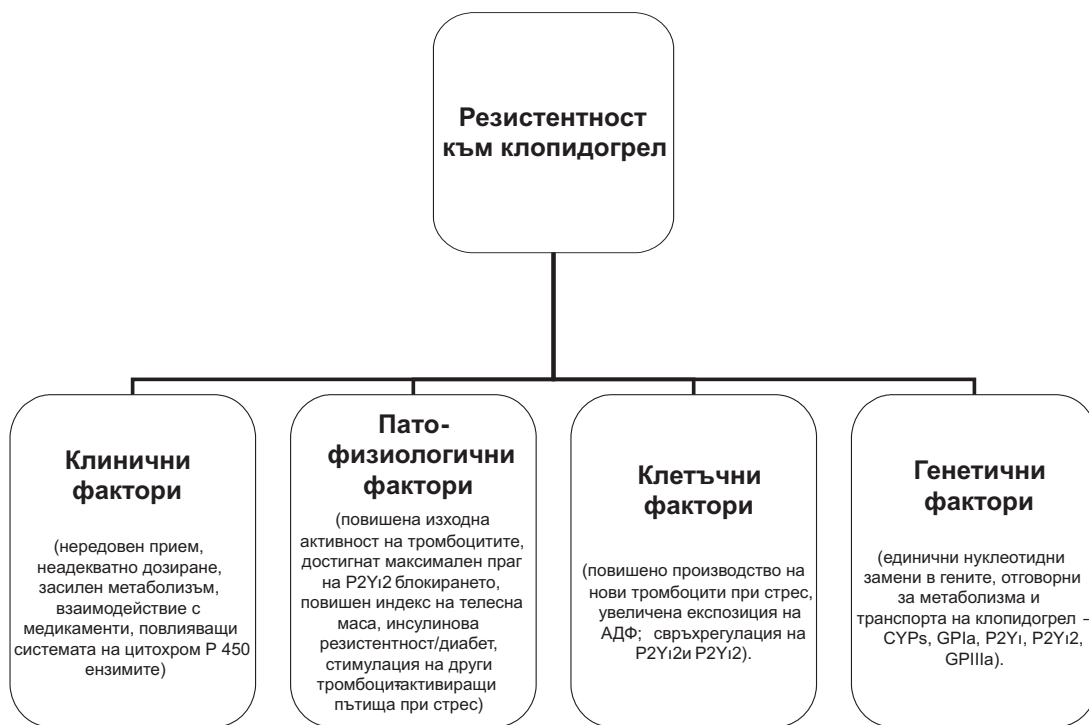 Резистентност
към клопидогрел
Клинични
фактори
(нередовен прием,
неадекватно дозиране,
засилен метаболизъм,
взаимодействие с
медикаменти, повлияващи
системата на цитохром Р 450
ензимите)
Пато-
физиологични
фактори
(повишена изходна
активност на тромбоцитите,
достигнат максимален праг
на P2Y12 блокирането,
повишен индекс на телесна
маса, инсулинова
резистентност/диабет,
стимулация на други
тромбоцит-активиращи
пътища при стрес)
Клетъчни
фактори
(повишено производство на
нови тромбоцити при стрес,
увеличена експозиция на
АДФ; свръхрегулация на
P2Y12и P2Y12).
Генетични
фактори
(единични нуклеотидни
замени в гените, отговорни
за метаболизма и
транспорта на клопидогрел –
CYPs, GPIa, P2Y1, P2Y12,
GPIIIa).